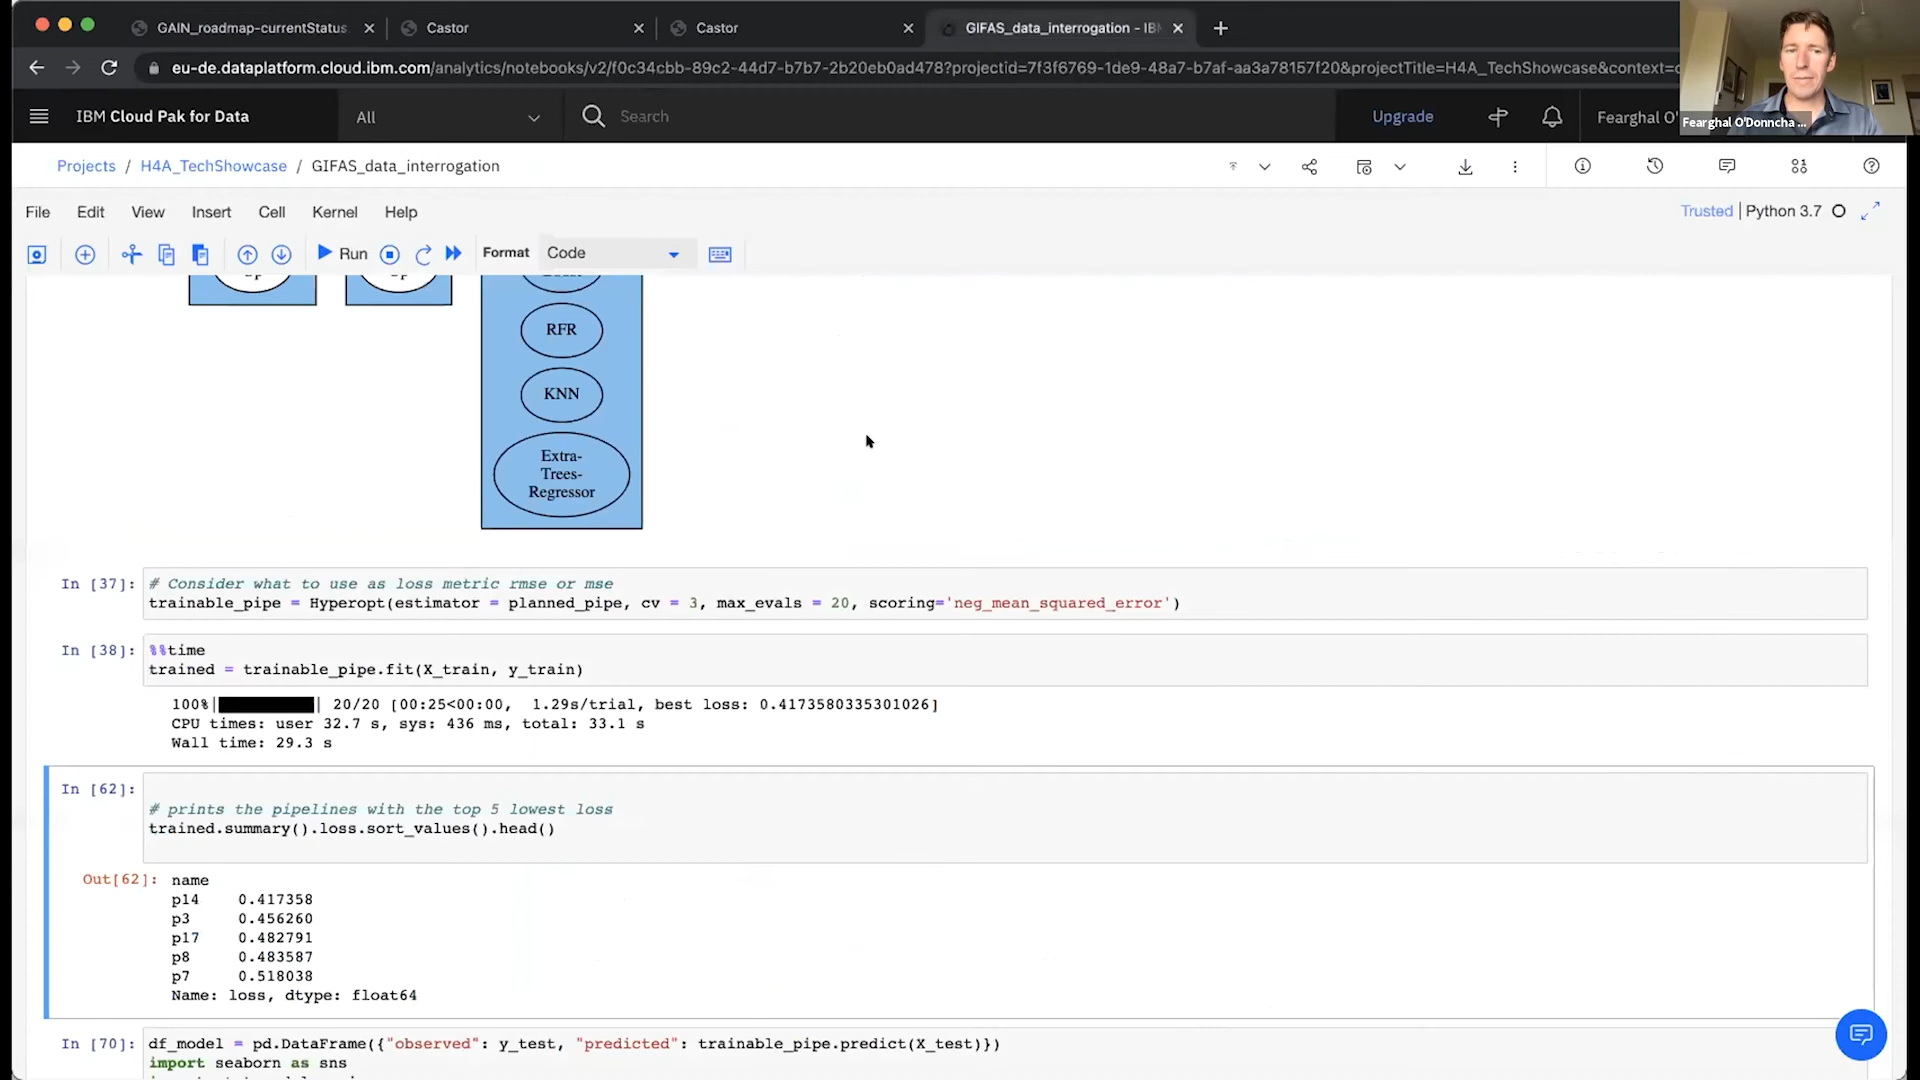 GAIN_roadmap-currentStatus.
Castor
Castor
GIFAS_data_interrogation - IBM
eu-de.dataplatform.cloud.ibm.com/analytics/notebooks/v2/f0c34cbb-89c2-44d7-b7b7-2b20eb0ad478?projectid=7f3f6769-1de9-48a7-b7af-aa3a78157f20&projectTitle=H4A_TechShowcase&context=c
Fearghal O'Donncha ...
IBM Cloud Pak for Data
All
Search
Upgrade
Fearghal O'
Projects / H4A_TechShowcase / GIFAS_data_interrogation
File Edit View Insert Cell Kernel Help
Trusted | Python 3.7
Run
Format
Code
RFR
KNN
Extra-
Trees-
Regressor
In [37]: # Consider what to use as loss metric rmse or mse
trainable_pipe = Hyperopt(estimator = planned_pipe, cv = 3, max_evals = 20, scoring='neg_mean_squared_error')
In [38]: %%time
trained = trainable_pipe.fit(X_train, y_train)
100%|██████████| 20/20 [00:25<00:00, 1.29s/trial, best loss: 0.4173580335301026]
CPU times: user 32.7 s, sys: 436 ms, total: 33.1 s
Wall time: 29.3 s
In [62]:
# prints the pipelines with the top 5 lowest loss
trained.summary().loss.sort_values().head()
Out[62]: name
p14 0.417358
p3 0.456260
p17 0.482791
p8 0.483587
p7 0.518038
Name: loss, dtype: float64
In [70]: df_model = pd.DataFrame({"observed": y_test, "predicted": trainable_pipe.predict(X_test)})
import seaborn as sns